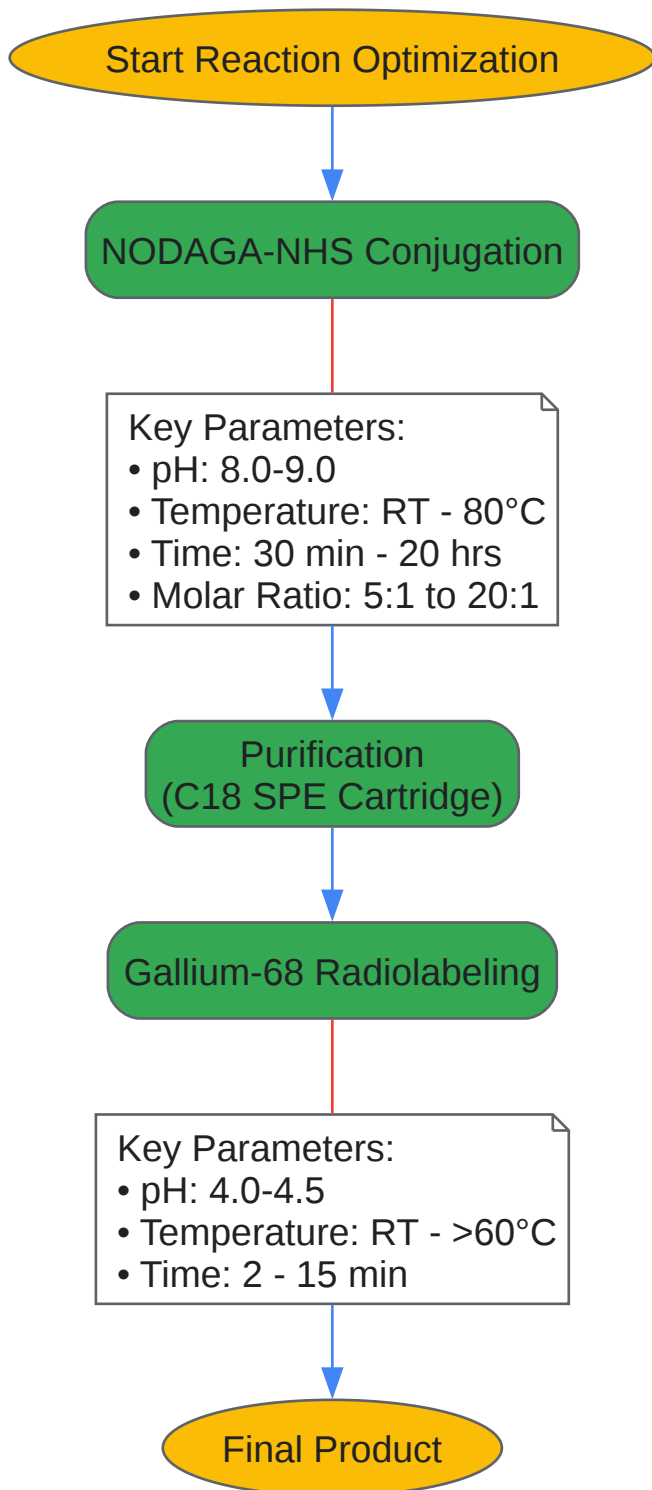 Start Reaction Optimization
NODAGA-NHS Conjugation
Key Parameters:
• pH: 8.0-9.0
• Temperature: RT - 80°C
• Time: 30 min - 20 hrs
• Molar Ratio: 5:1 to 20:1
Purification
(C18 SPE Cartridge)
Gallium-68 Radiolabeling
Key Parameters:
• pH: 4.0-4.5
• Temperature: RT - >60°C
• Time: 2 - 15 min
Final Product